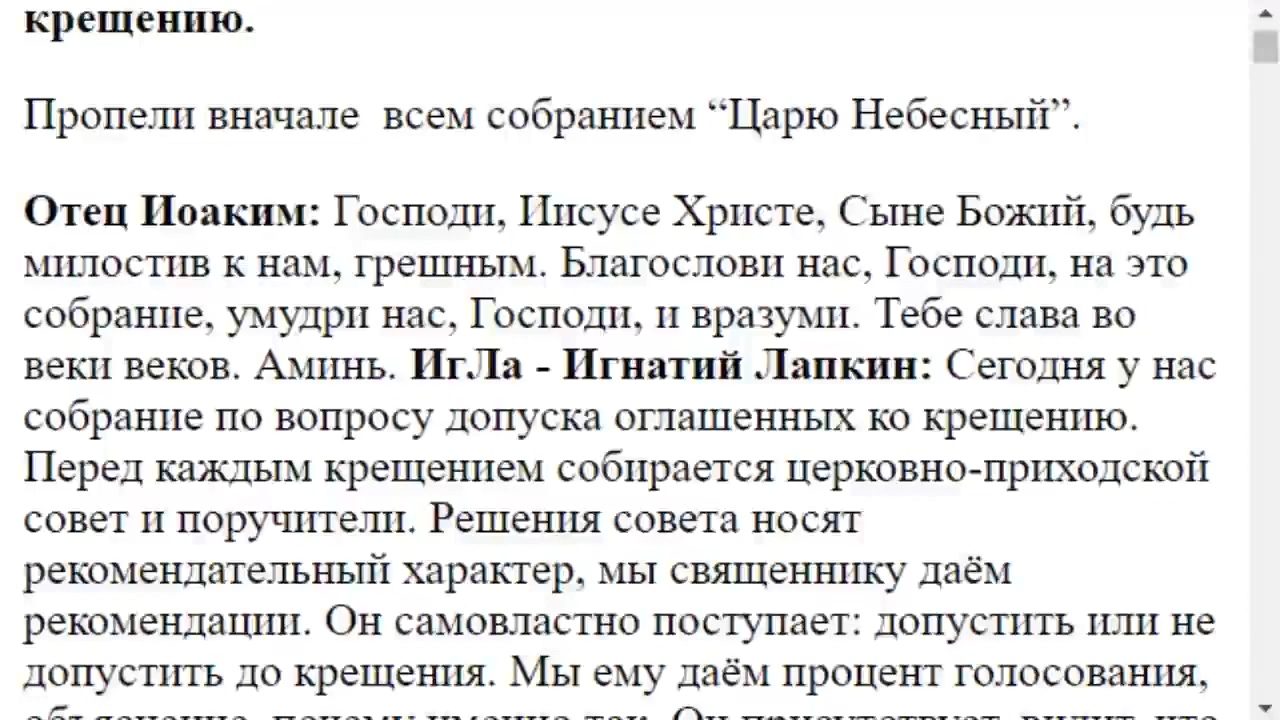 крещению.
Пропели вначале  всем собранием “Царю Небесный”.
Отец Иоаким: Господи, Иисусе Христе, Сыне Божий, будь
милостив к нам, грешным. Благослови нас, Господи, на это
собрание, умудри нас, Господи, и вразуми. Тебе слава во
веки веков. Аминь. ИгЛа - Игнатий Лапкин: Сегодня у нас
собрание по вопросу допуска оглашенных ко крещению.
Перед каждым крещением собирается церковно-приходской
совет и поручители. Решения совета носят
рекомендательный характер, мы священнику даём
рекомендации. Он самовластно поступает: допустить или не
допустить до крещения. Мы ему даём процент голосования,